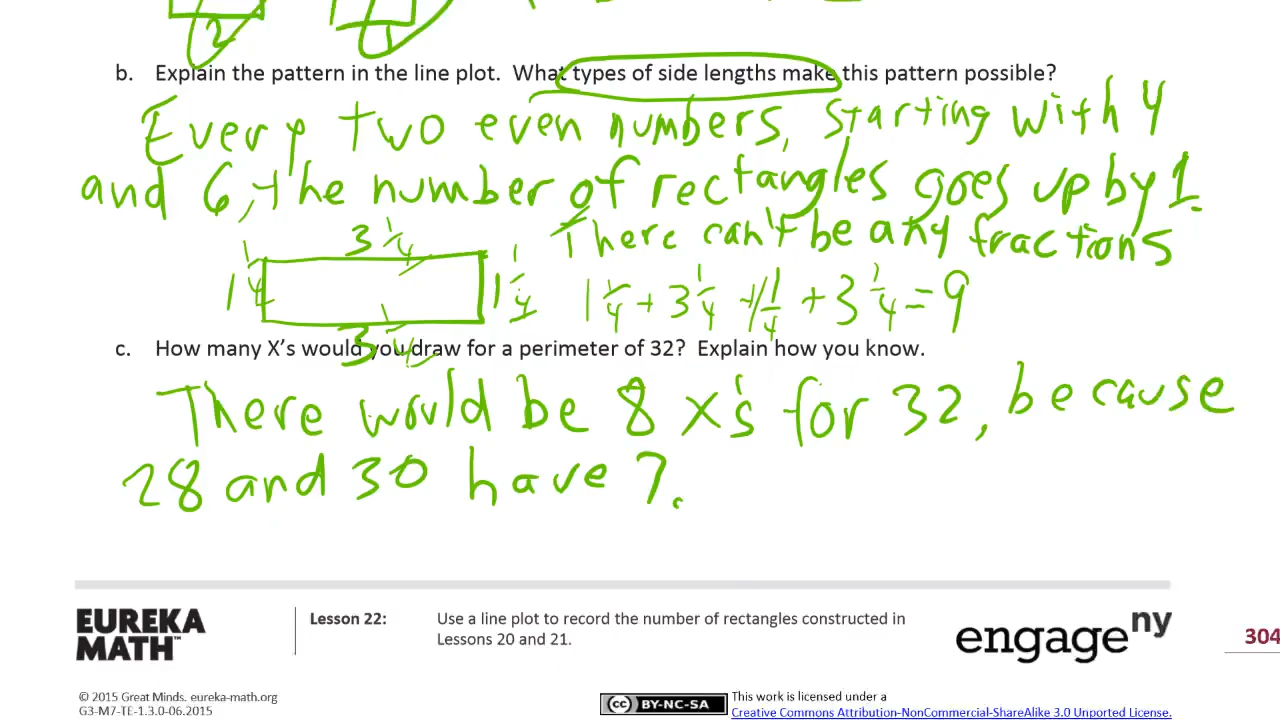 2
1
b. Explain the pattern in the line plot. What types of side lengths make this pattern possible?
Every two even numbers, starting with 4
and 6, the number of rectangles goes up by 1.
3 1/4 There can't be any fractions
1 1/4 1 1/4 1 1/4 + 3 1/4 + 1 1/4 + 3 1/4 = 9
3 1/4
c. How many X's would you draw for a perimeter of 32? Explain how you know.
There would be 8 X's for 32, because
28 and 30 have 7.
EUREKA
MATH™
Lesson 22: Use a line plot to record the number of rectangles constructed in
Lessons 20 and 21.
engage ny
304
© 2015 Great Minds. eureka-math.org
G3-M7-TE-1.3.0-06.2015
cc BY-NC-SA
This work is licensed under a
Creative Commons Attribution-NonCommercial-ShareAlike 3.0 Unported License.